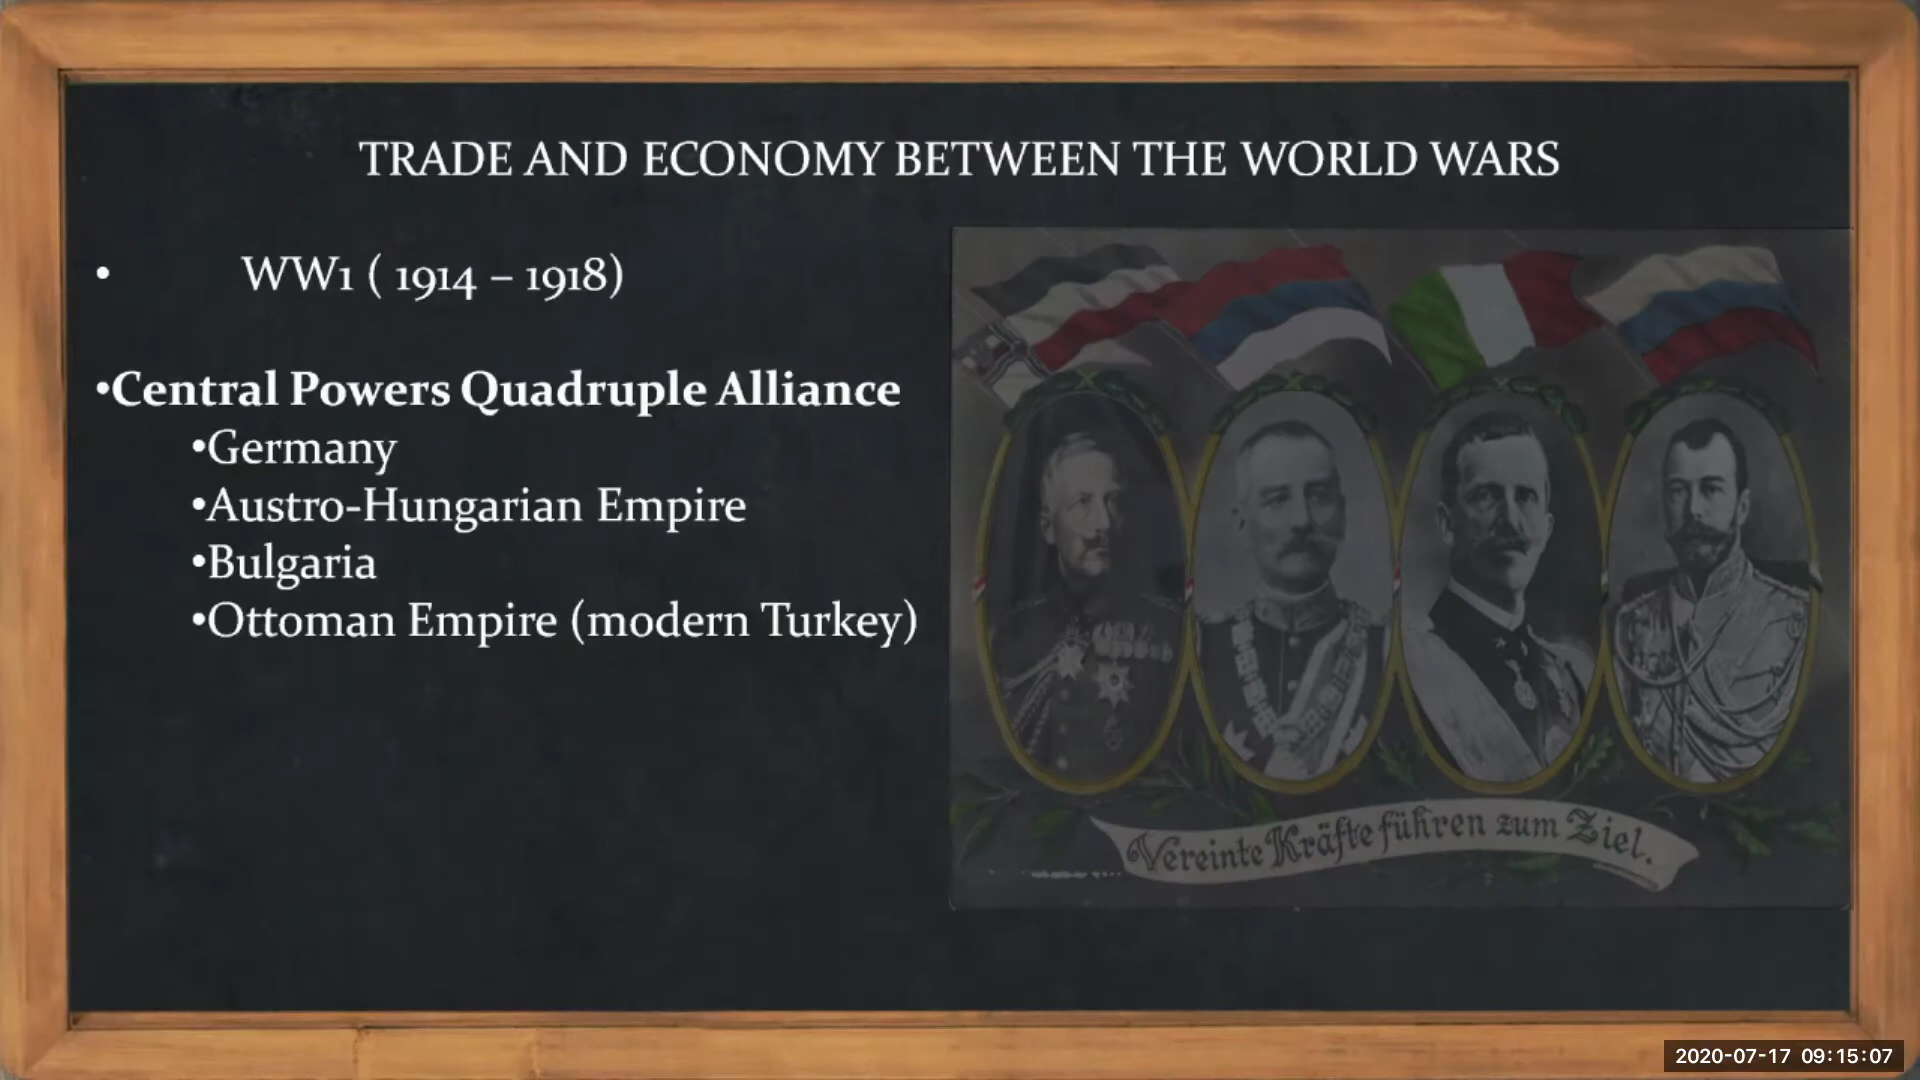 TRADE AND ECONOMY BETWEEN THE WORLD WARS
• WW1 ( 1914 – 1918)
•Central Powers Quadruple Alliance
•Germany
•Austro-Hungarian Empire
•Bulgaria
•Ottoman Empire (modern Turkey)
Vereinte Kräfte führen zum Ziel.
2020-07-17 09:15:07